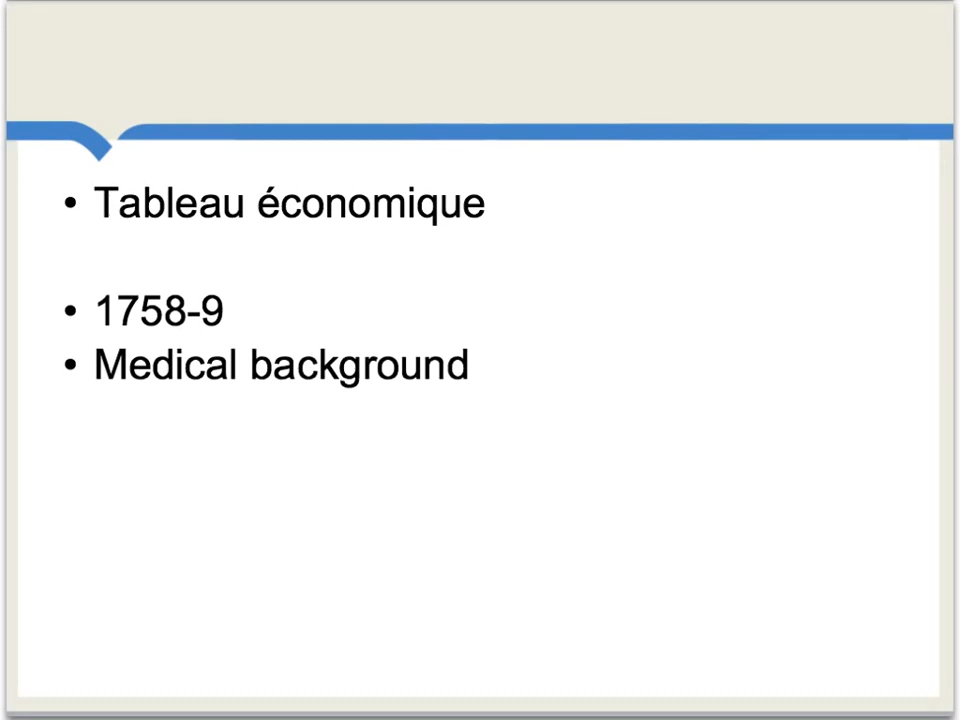 • Tableau économique
• 1758-9
• Medical background